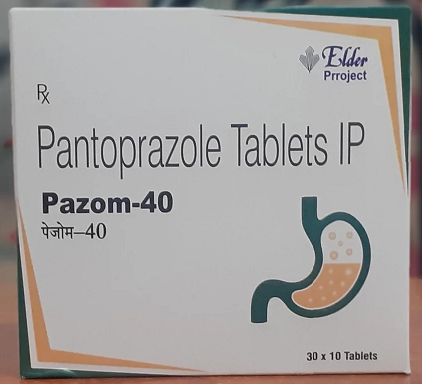 Elder
Prroject
Rx
Pantoprazole Tablets IP
Pazom-40
पेजोम–40
30 x 10 Tablets